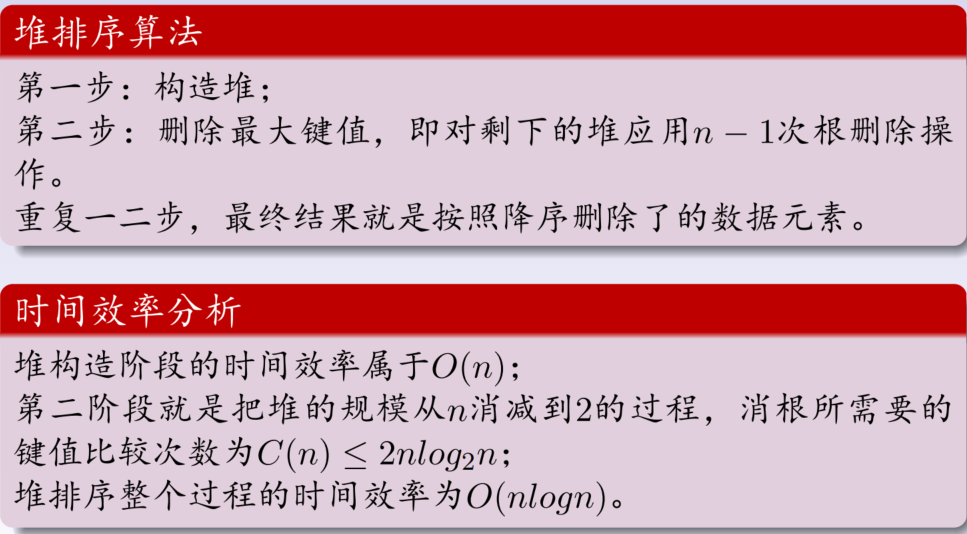 堆排序算法
第一步：构造堆；
第二步：删除最大键值，即对剩下的堆应用n − 1次根删除操
作。
重复一二步，最终结果就是按照降序删除了的数据元素。
时间效率分析
堆构造阶段的时间效率属于O(n)；
第二阶段就是把堆的规模从n消减到2的过程，消根所需要的
键值比较次数为C(n) ≤ 2nlog₂n；
堆排序整个过程的时间效率为O(nlogn)。